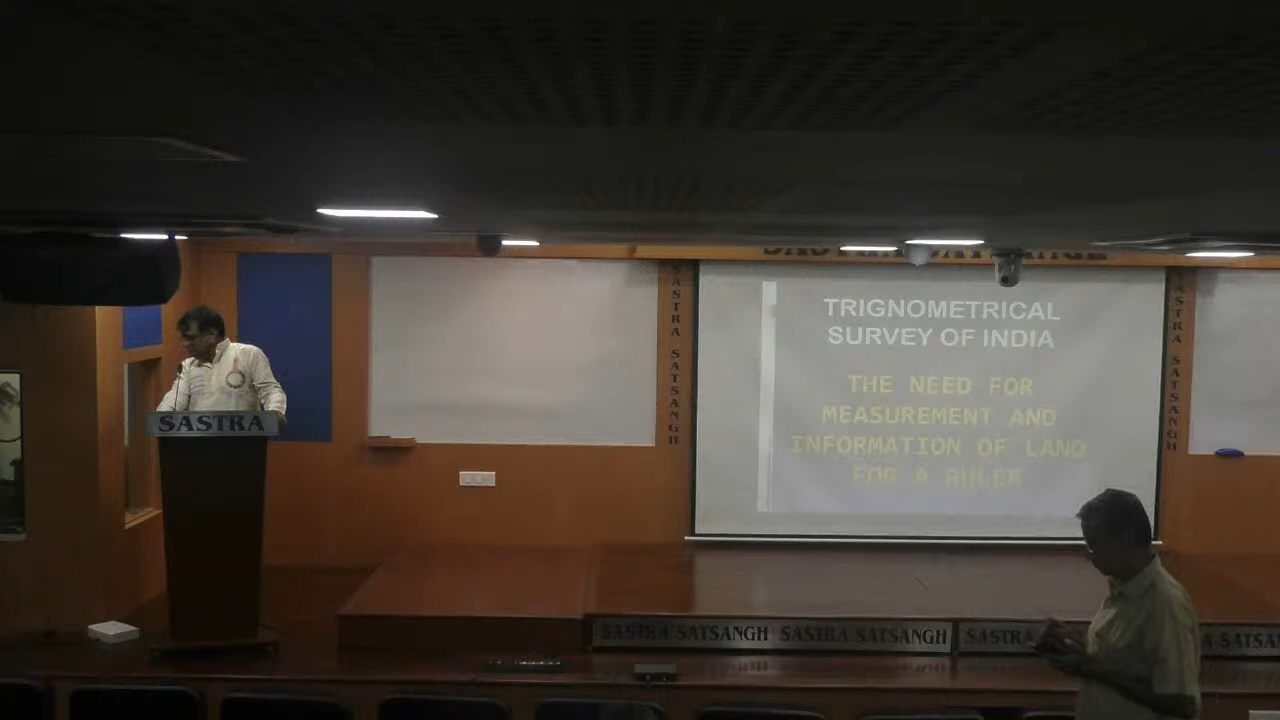 SASTRA SATSANGH
SASTRA SATSANGH
TRIGNOMETRICAL
SURVEY OF INDIA
THE NEED FOR
MEASUREMENT AND
INFORMATION OF LAND
FOR A RULER
SASTRA SATSANGH
SASTRA
SASTRA SATSANGH SASTRA SATSANGH SASTRA